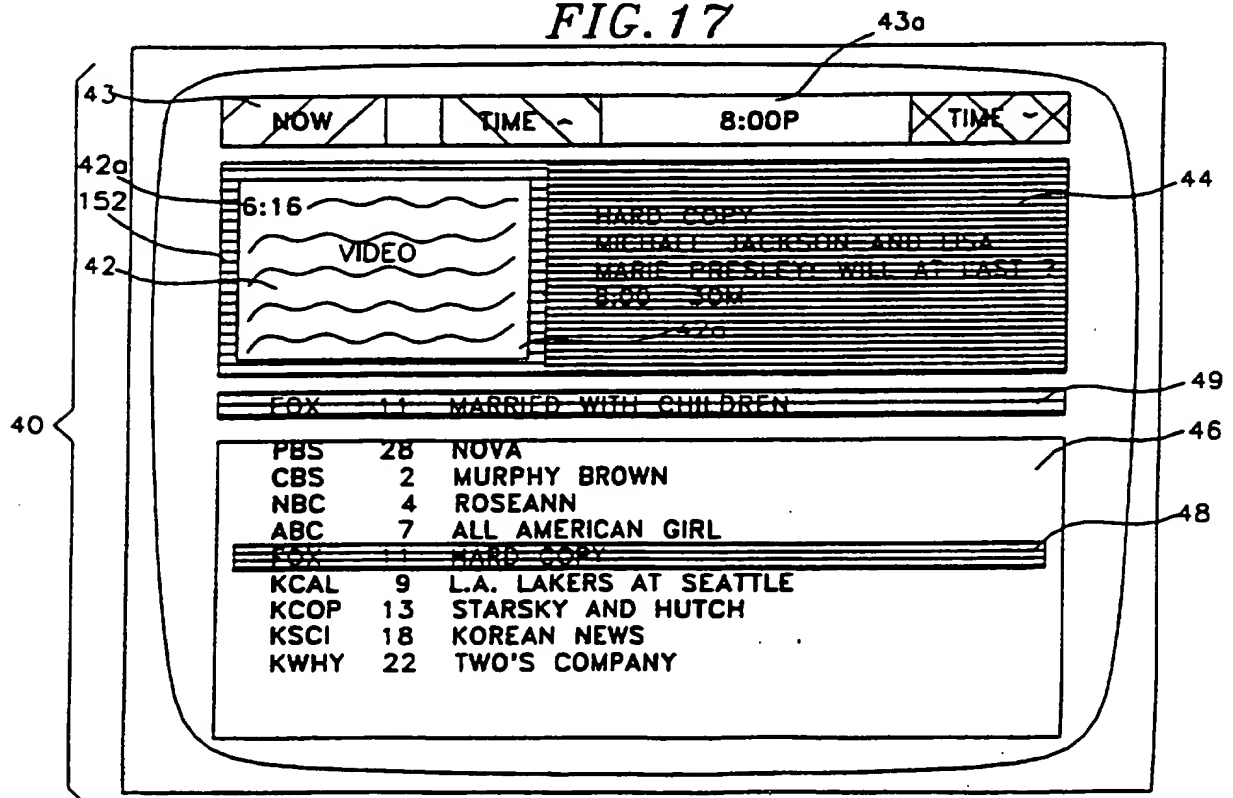 FIG. 17
43a
43 NOW TIME ~ 8:00P TIME ~
42a
6:16
152
VIDEO
42
HARD COPY
MICHALL JACKSON AND LISA
MARIE PRESLEY: WILL AT LAST ?
8:00 30M
42a
44
FOX 11 MARRIED WITH CHILDREN
49
40
46
PBS 28 NOVA
CBS 2 MURPHY BROWN
NBC 4 ROSEANN
ABC 7 ALL AMERICAN GIRL
FOX 11 HARD COPY
48
KCAL 9 L.A. LAKERS AT SEATTLE
KCOP 13 STARSKY AND HUTCH
KSCI 18 KOREAN NEWS
KWHY 22 TWO'S COMPANY